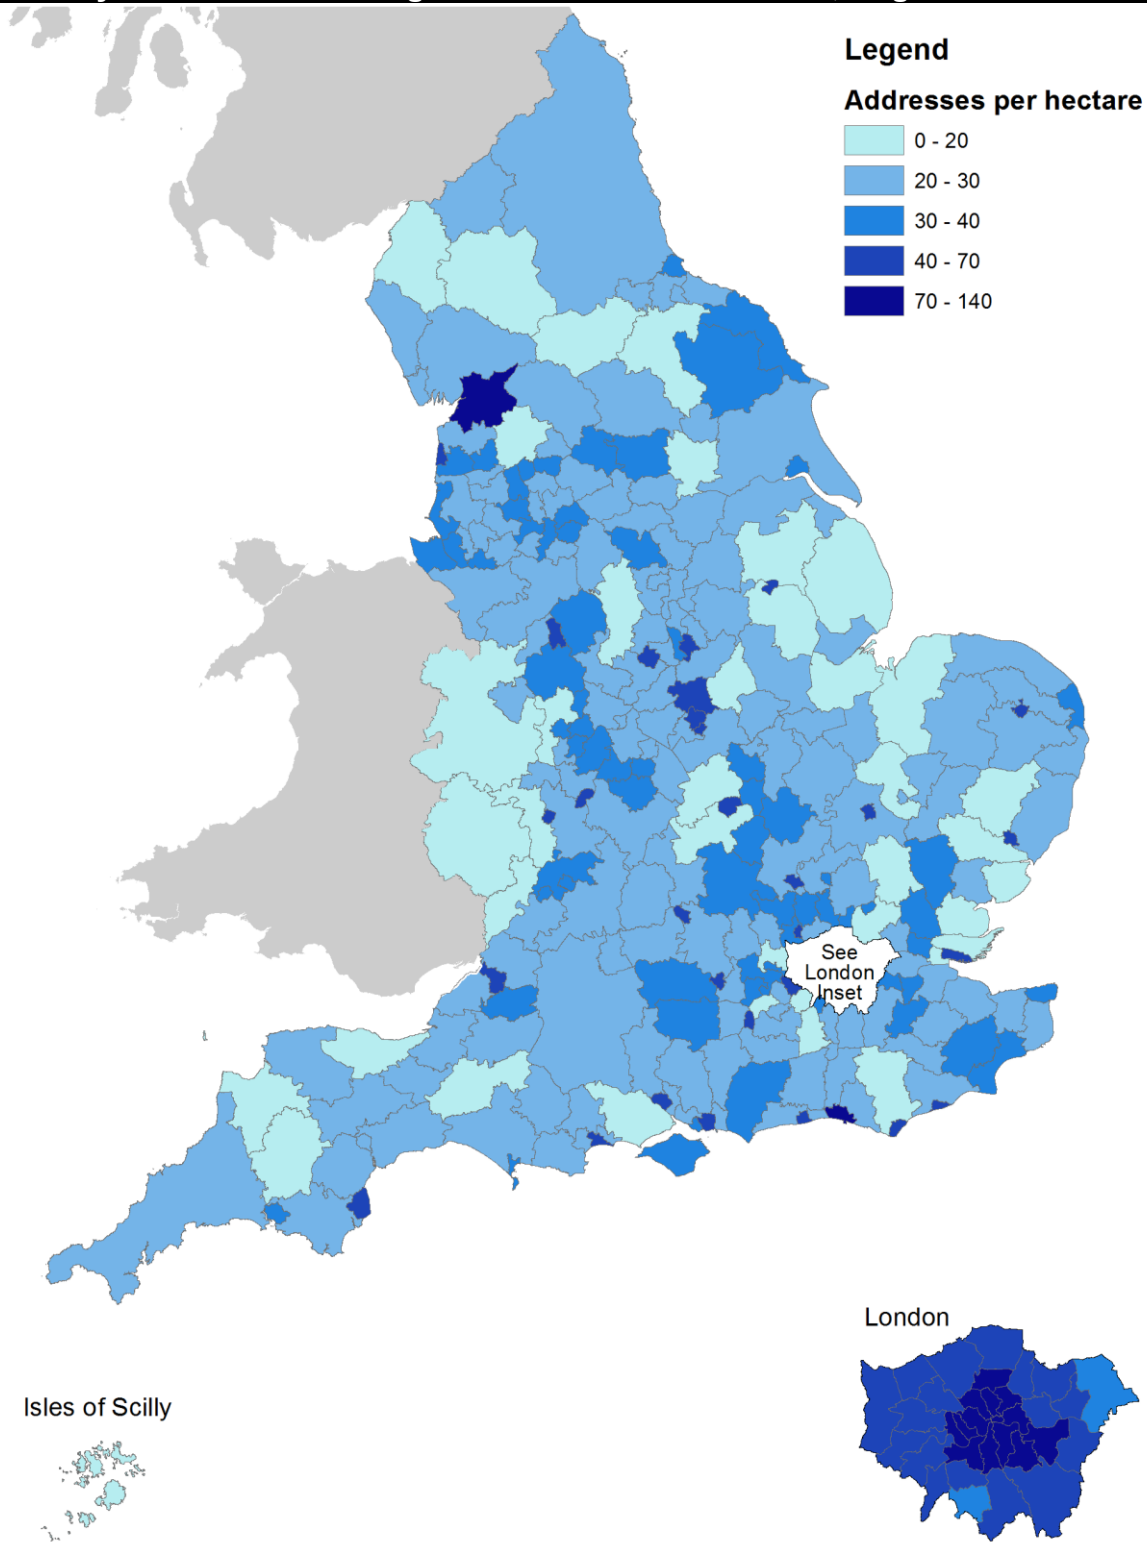 Legend
Addresses per hectare
0 - 20
20 - 30
30 - 40
40 - 70
70 - 140
See
London
Inset
London
Isles of Scilly